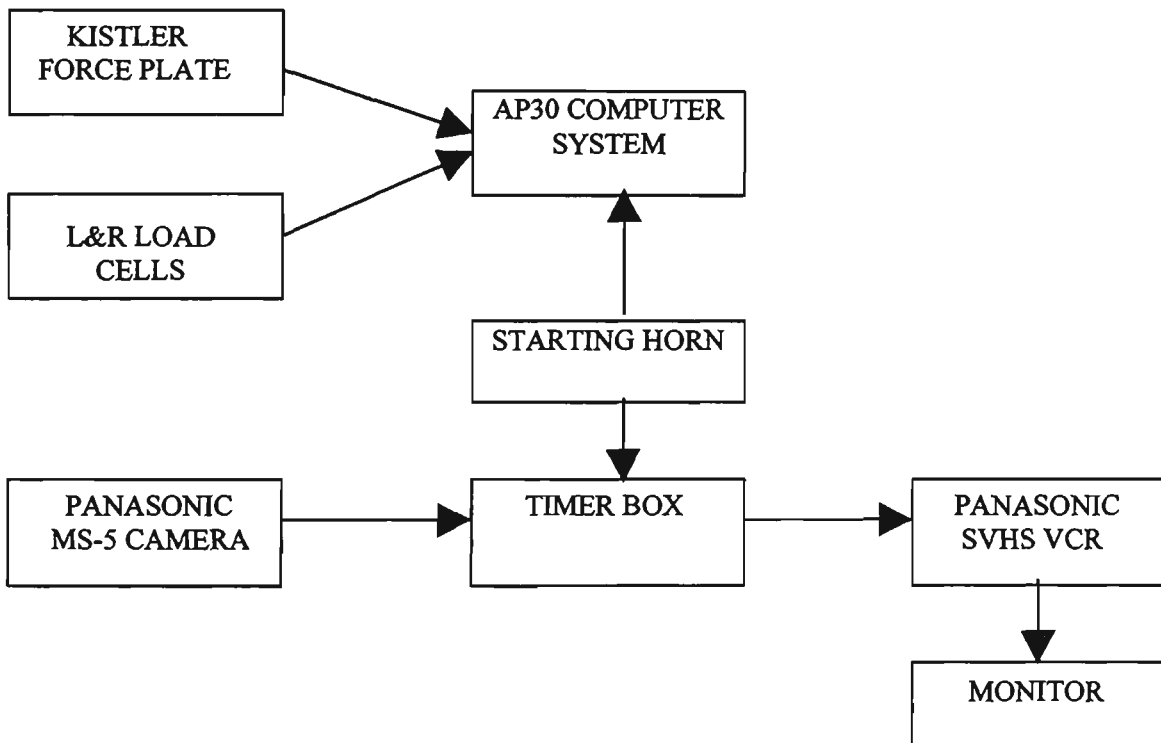 KISTLER
FORCE PLATE
AP30 COMPUTER
SYSTEM
L&R LOAD
CELLS
STARTING HORN
PANASONIC
MS-5 CAMERA
TIMER BOX
PANASONIC
SVHS VCR
MONITOR